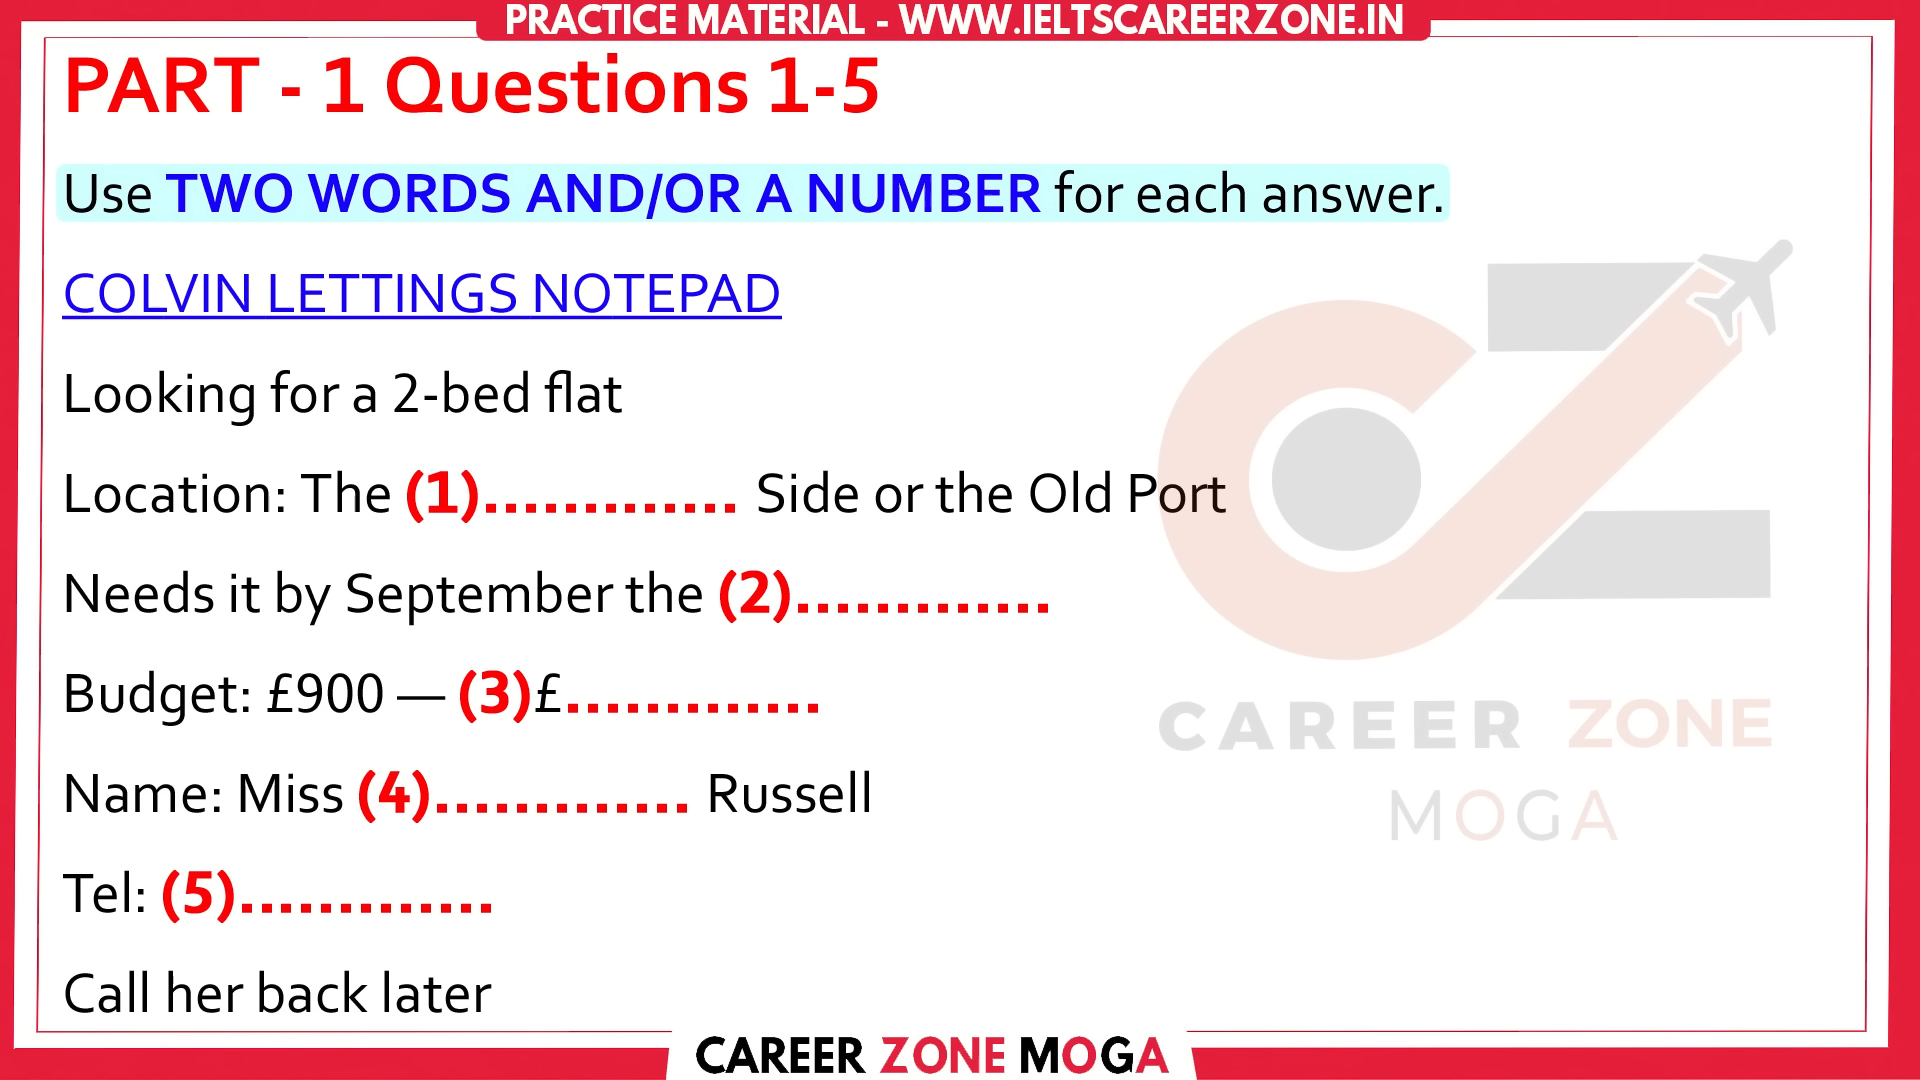 PRACTICE MATERIAL - WWW.IELTSCAREERZONE.IN
PART - 1 Questions 1-5
Use TWO WORDS AND/OR A NUMBER for each answer.
COLVIN LETTINGS NOTEPAD
Looking for a 2-bed flat
Location: The (1)............. Side or the Old Port
Needs it by September the (2).............
Budget: £900 — (3)£.............
Name: Miss (4)............. Russell
Tel: (5).............
Call her back later
CAREER ZONE
MOGA
CAREER ZONE MOGA